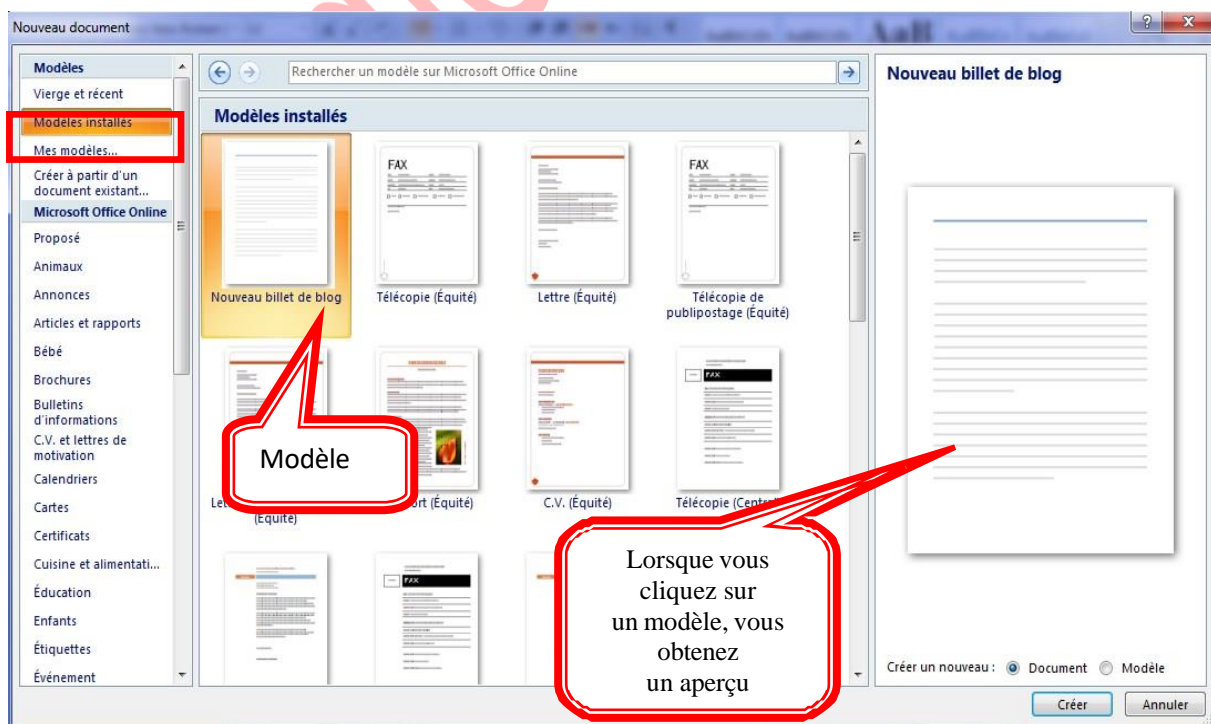 Nouveau document
AaB
Modèles
Vierge et récent
Modèles installés
Mes modèles...
Créer à partir d'un
document existant...
Microsoft Office Online
Proposé
Animaux
Annonces
Articles et rapports
Bébé
Brochures
Bulletins
d'informations
C.V. et lettres de
motivation
Calendriers
Cartes
Certificats
Cuisine et alimentati...
Éducation
Enfants
Étiquettes
Événement
Rechercher un modèle sur Microsoft Office Online
Modèles installés
FAX
FAX
Nouveau billet de blog
Télécopie (Équité)
Lettre (Équité)
Télécopie de
publipostage (Équité)
FAX
Modèle
(Équité)
(Équité)
C.V. (Équité)
Télécopie
FAX
Lorsque vous
cliquez sur
un modèle, vous
obtenez
un aperçu
Nouveau billet de blog
Créer un nouveau : Document Modèle
Créer Annuler